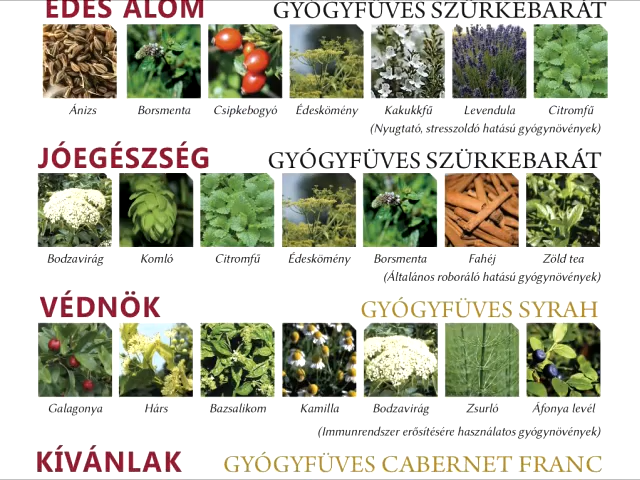 ÉDES ÁLOM GYÓGYFÜVES SZÜRKEBARÁT
Ánizs Borsmenta Csipkebogyó Édeskömény Kakukkfű Levendula Citromfű
(Nyugtató, stresszoldó hatású gyógynövények)
JÓEGÉSZSÉG GYÓGYFÜVES SZÜRKEBARÁT
Bodzavirág Komló Citromfű Édeskömény Borsmenta Fahéj Zöld tea
(Általános roboráló hatású gyógynövények)
VÉDNÖK GYÓGYFÜVES SYRAH
Galagonya Hárs Bazsalikom Kamilla Bodzavirág Zsurló Áfonya levél
(Immunrendszer erősítésére használatos gyógynövények)
KÍVÁNLAK GYÓGYFÜVES CABERNET FRANC